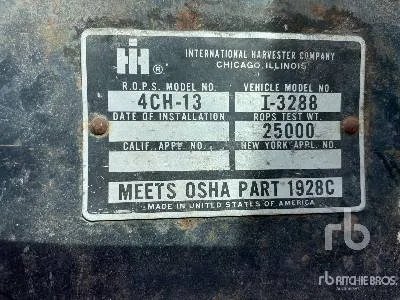 IH ®
INTERNATIONAL HARVESTER COMPANY
CHICAGO, ILLINOIS
R.O.P.S. MODEL NO. VEHICLE MODEL NO.
4CH-13 I-3288
DATE OF INSTALLATION ROPS TEST WT.
25000
CALIF. APPL. NO. NEW YORK APPL. NO.
MEETS OSHA PART 1928C
MADE IN UNITED STATES OF AMERICA
rb
rb RITCHIE BROS.
Auctioneers